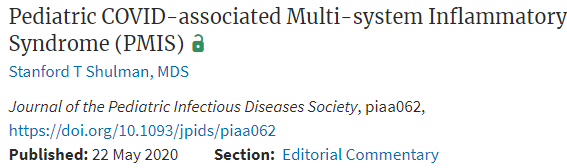 Pediatric COVID-associated Multi-system Inflammatory
Syndrome (PMIS)
Stanford T Shulman, MDS
Journal of the Pediatric Infectious Diseases Society, piaa062,
https://doi.org/10.1093/jpids/piaa062
Published: 22 May 2020 Section: Editorial Commentary